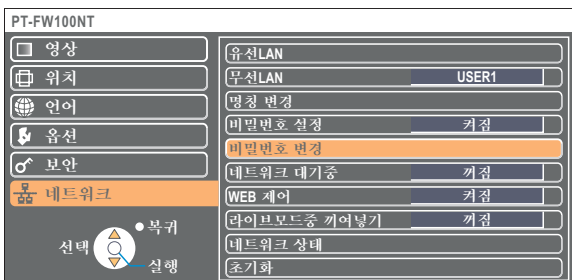 PT-FW100NT
영상
위치
언어
옵션
보안
네트워크
복귀
선택
실행
유선LAN
무선LAN USER1
명칭 변경
비밀번호 설정 켜짐
비밀번호 변경
네트워크 대기중 꺼짐
WEB 제어 켜짐
라이브모드중 끼어넣기 꺼짐
네트워크 상태
초기화